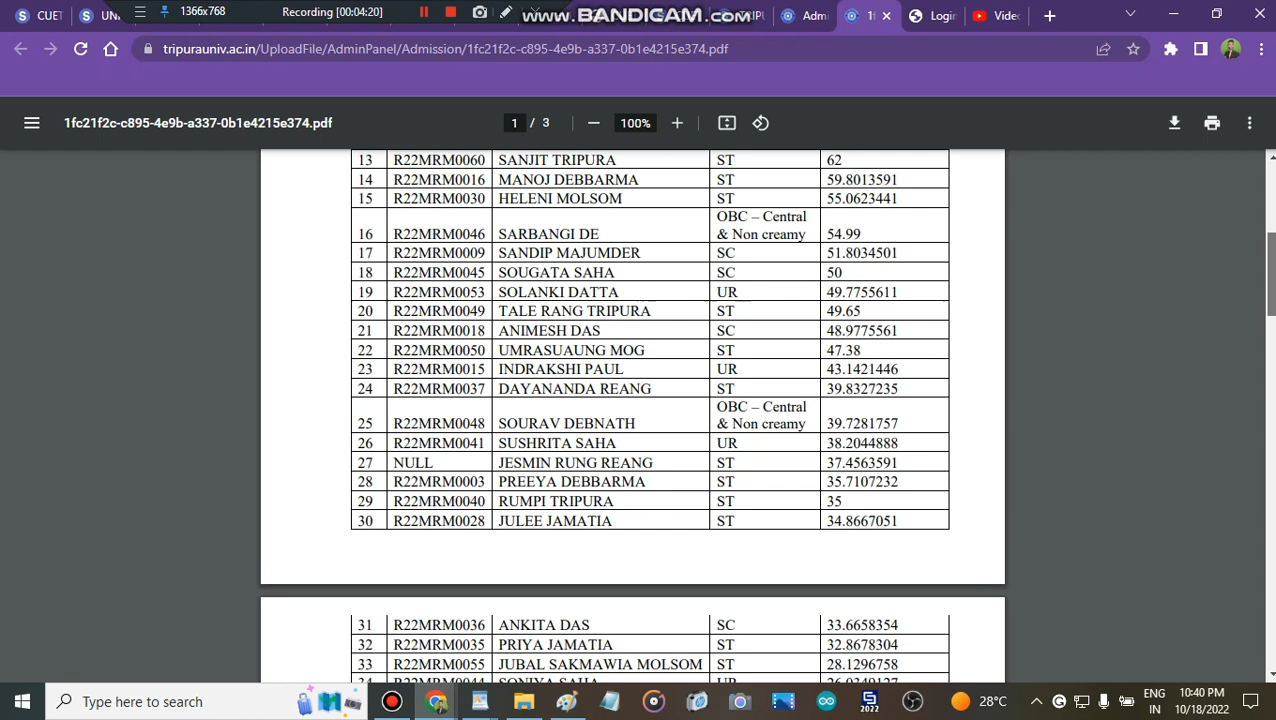 CUET
UNI
1366x768
Recording [00:04:20]
www.BANDICAM.com
Admi
Login
Video
tripurauniv.ac.in/UploadFile/AdminPanel/Admission/1fc21f2c-c895-4e9b-a337-0b1e4215e374.pdf
1fc21f2c-c895-4e9b-a337-0b1e4215e374.pdf
1 / 3
100%
13 R22MRM0060 SANJIT TRIPURA ST 62
14 R22MRM0016 MANOJ DEBBARMA ST 59.8013591
15 R22MRM0030 HELENI MOLSOM ST 55.0623441
OBC – Central
16 R22MRM0046 SARBANGI DE & Non creamy 54.99
17 R22MRM0009 SANDIP MAJUMDER SC 51.8034501
18 R22MRM0045 SOUGATA SAHA SC 50
19 R22MRM0053 SOLANKI DATTA UR 49.7755611
20 R22MRM0049 TALE RANG TRIPURA ST 49.65
21 R22MRM0018 ANIMESH DAS SC 48.9775561
22 R22MRM0050 UMRASUAUNG MOG ST 47.38
23 R22MRM0015 INDRAKSHI PAUL UR 43.1421446
24 R22MRM0037 DAYANANDA REANG ST 39.8327235
OBC – Central
25 R22MRM0048 SOURAV DEBNATH & Non creamy 39.7281757
26 R22MRM0041 SUSHRITA SAHA UR 38.2044888
27 NULL JESMIN RUNG REANG ST 37.4563591
28 R22MRM0003 PREEYA DEBBARMA ST 35.7107232
29 R22MRM0040 RUMPI TRIPURA ST 35
30 R22MRM0028 JULEE JAMATIA ST 34.8667051
31 R22MRM0036 ANKITA DAS SC 33.6658354
32 R22MRM0035 PRIYA JAMATIA ST 32.8678304
33 R22MRM0055 JUBAL SAKMAWIA MOLSOM ST 28.1296758
Type here to search
2022
28°C
ENG
IN
10:40 PM
10/18/2022